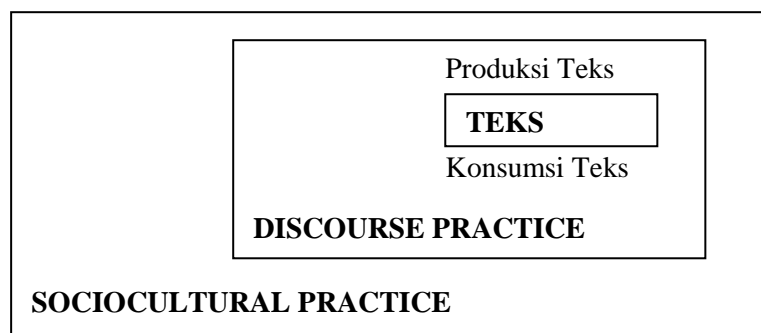 Produksi Teks
TEKS
Konsumsi Teks
DISCOURSE PRACTICE
SOCIOCULTURAL PRACTICE